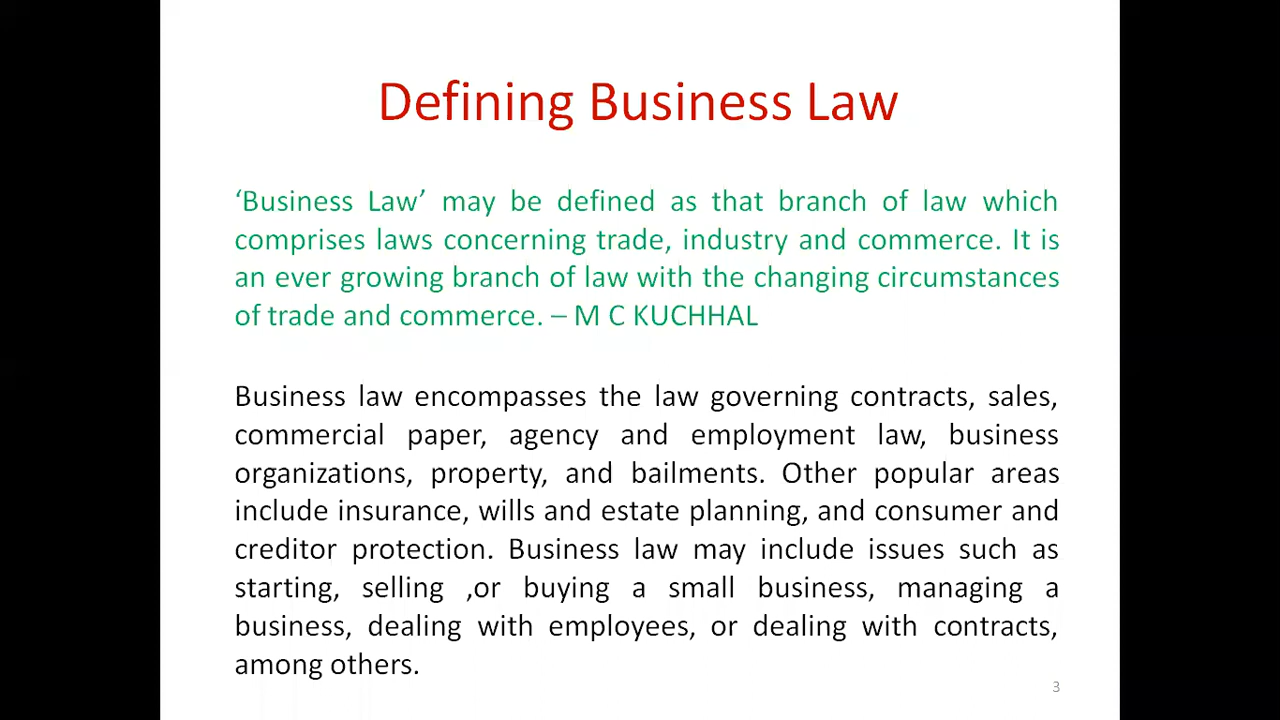 Defining Business Law
‘Business Law’ may be defined as that branch of law which
comprises laws concerning trade, industry and commerce. It is
an ever growing branch of law with the changing circumstances
of trade and commerce. – M C KUCHHAL
Business law encompasses the law governing contracts, sales,
commercial paper, agency and employment law, business
organizations, property, and bailments. Other popular areas
include insurance, wills and estate planning, and consumer and
creditor protection. Business law may include issues such as
starting, selling ,or buying a small business, managing a
business, dealing with employees, or dealing with contracts,
among others.
3